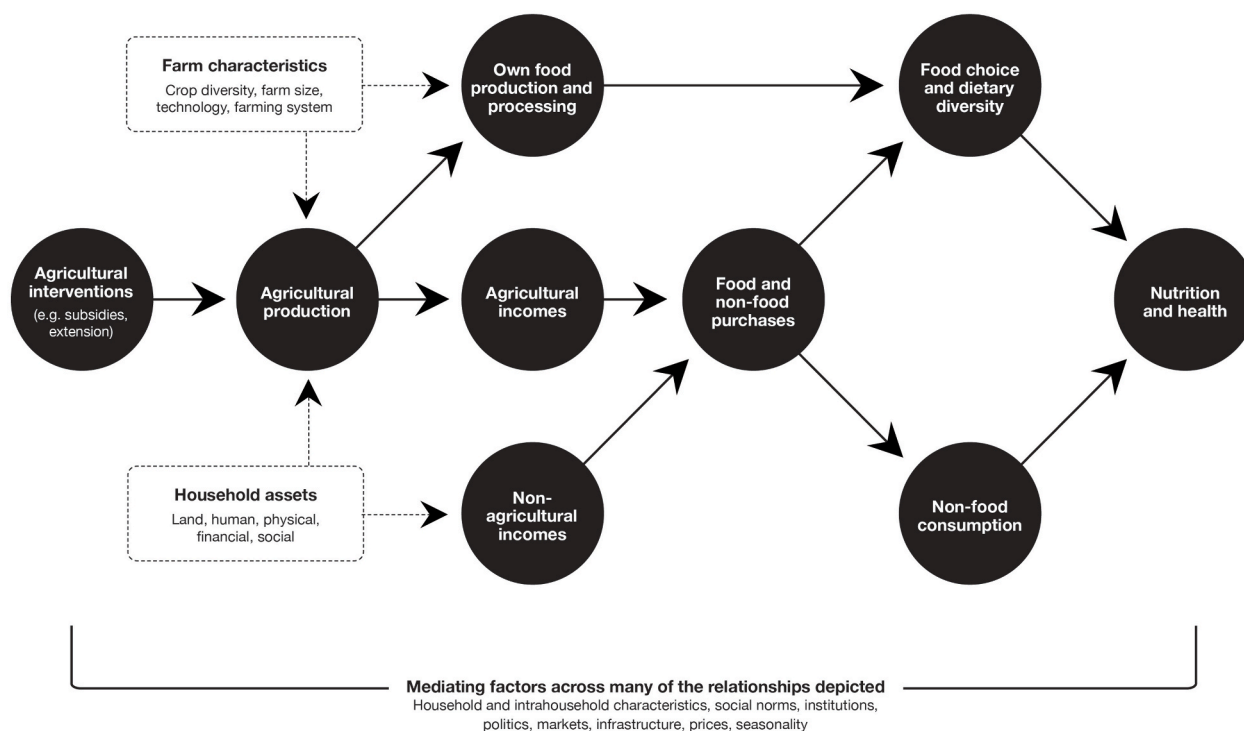 Farm characteristics
Crop diversity, farm size,
technology, farming system
Own food
production and
processing
Food choice
and dietary
diversity
Agricultural
interventions
(e.g. subsidies,
extension)
Agricultural
production
Agricultural
incomes
Food and
non-food
purchases
Nutrition
and health
Household assets
Land, human, physical,
financial, social
Non-
agricultural
incomes
Non-food
consumption
Mediating factors across many of the relationships depicted
Household and intrahousehold characteristics, social norms, institutions,
politics, markets, infrastructure, prices, seasonality